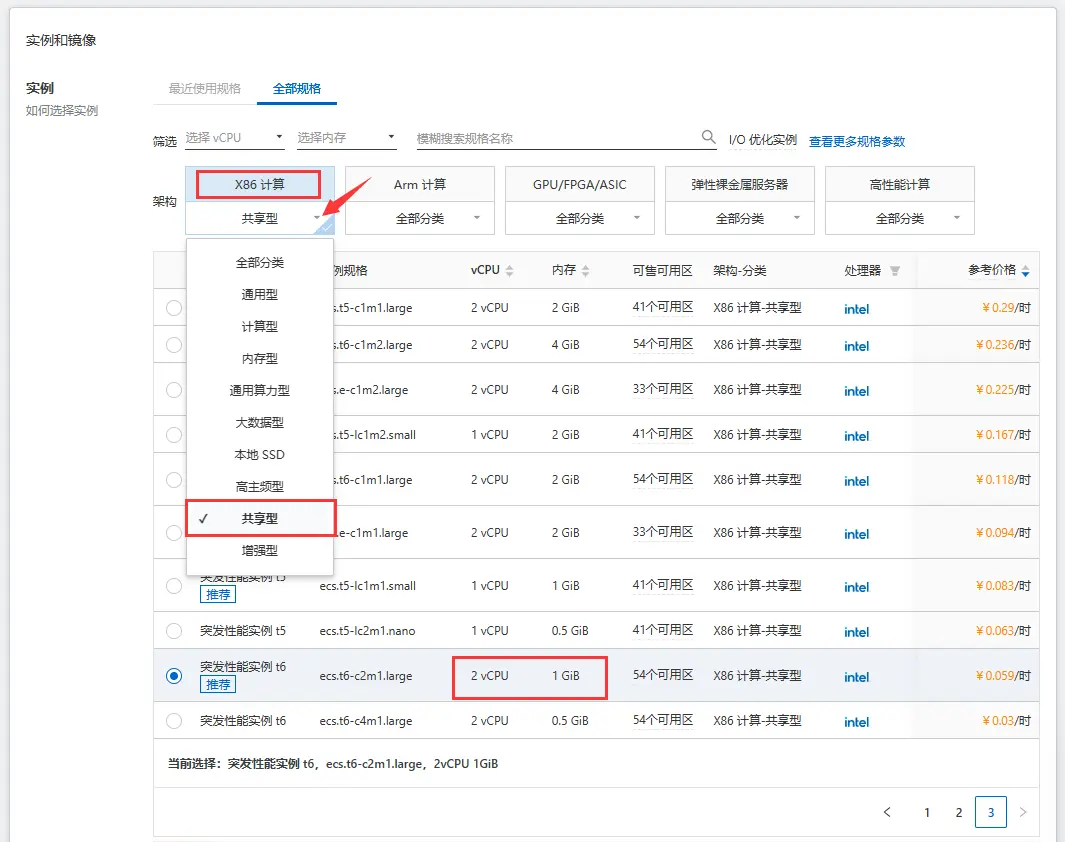 实例和镜像
实例
如何选择实例
最近使用规格 全部规格
筛选 选择 vCPU 选择内存 模糊搜索规格名称 I/O 优化实例 查看更多规格参数
架构
X86 计算 Arm 计算 GPU/FPGA/ASIC 弹性裸金属服务器 高性能计算
共享型 全部分类 全部分类 全部分类 全部分类
全部分类
通用型
计算型
内存型
通用算力型
大数据型
本地 SSD
高主频型
✓ 共享型
增强型
例规格 vCPU 内存 可售可用区 架构-分类 处理器 参考价格
s.t5-c1m1.large 2 vCPU 2 GiB 41个可用区 X86 计算-共享型 intel ¥ 0.29/时
s.t6-c1m2.large 2 vCPU 4 GiB 54个可用区 X86 计算-共享型 intel ¥ 0.236/时
s.e-c1m2.large 2 vCPU 4 GiB 33个可用区 X86 计算-共享型 intel ¥ 0.225/时
s.t5-lc1m2.small 1 vCPU 2 GiB 41个可用区 X86 计算-共享型 intel ¥ 0.167/时
s.t6-c1m1.large 2 vCPU 2 GiB 54个可用区 X86 计算-共享型 intel ¥ 0.118/时
s.e-c1m1.large 2 vCPU 2 GiB 33个可用区 X86 计算-共享型 intel ¥ 0.094/时
突发性能实例 t5 推荐 ecs.t5-lc1m1.small 1 vCPU 1 GiB 41个可用区 X86 计算-共享型 intel ¥ 0.083/时
突发性能实例 t5 ecs.t5-lc2m1.nano 1 vCPU 0.5 GiB 41个可用区 X86 计算-共享型 intel ¥ 0.063/时
突发性能实例 t6 推荐 ecs.t6-c2m1.large 2 vCPU 1 GiB 54个可用区 X86 计算-共享型 intel ¥ 0.059/时
突发性能实例 t6 ecs.t6-c4m1.large 2 vCPU 0.5 GiB 54个可用区 X86 计算-共享型 intel ¥ 0.03/时
当前选择：突发性能实例 t6，ecs.t6-c2m1.large，2vCPU 1GiB
< 1 2 3 >